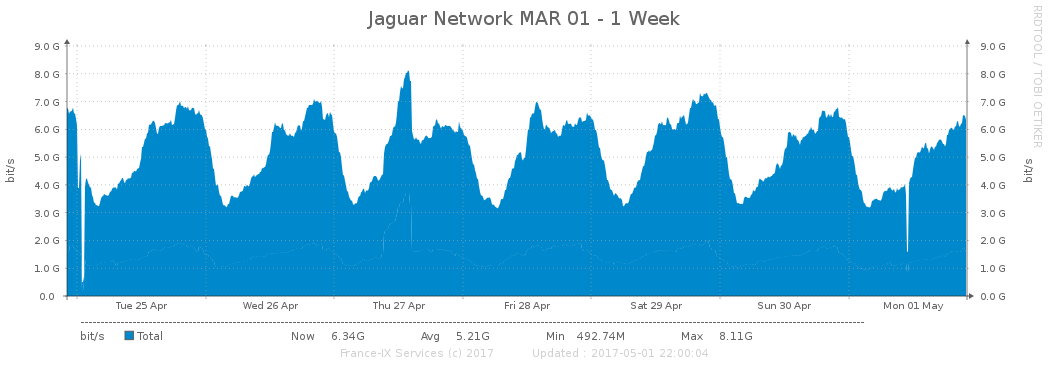 Jaguar Network MAR 01 - 1 Week
RRDTOOL / TOBI OETIKER
9.0 G 9.0 G
8.0 G 8.0 G
7.0 G 7.0 G
6.0 G 6.0 G
5.0 G 5.0 G
4.0 G 4.0 G
3.0 G 3.0 G
2.0 G 2.0 G
1.0 G 1.0 G
0.0 0.0 G
bit/s
bit/s
Tue 25 Apr Wed 26 Apr Thu 27 Apr Fri 28 Apr Sat 29 Apr Sun 30 Apr Mon 01 May
bit/s Total Now 6.34G Avg 5.21G Min 492.74M Max 8.11G
France-IX Services (c) 2017 Updated : 2017-05-01 22:00:04